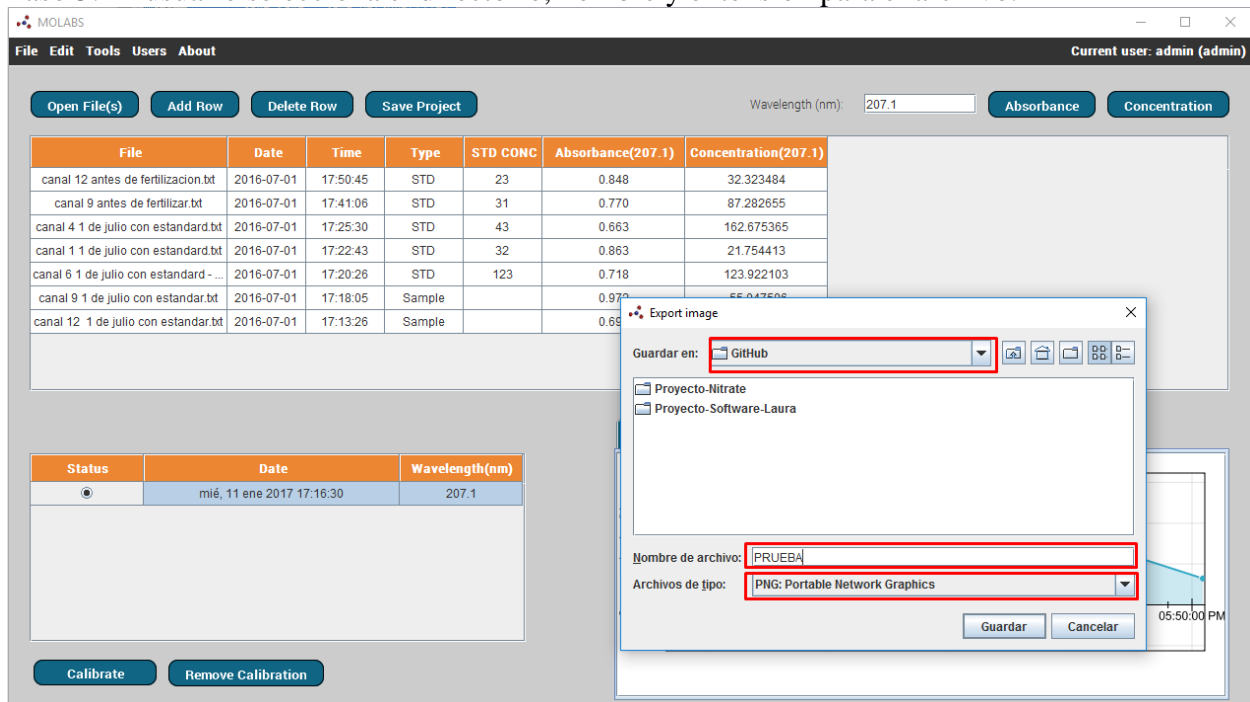 MOLABS
File Edit Tools Users About Current user: admin (admin)
Open File(s) Add Row Delete Row Save Project Wavelength (nm): 207.1 Absorbance Concentration
File Date Time Type STD CONC Absorbance(207.1) Concentration(207.1)
canal 12 antes de fertilizacion.txt 2016-07-01 17:50:45 STD 23 0.848 32.323484
canal 9 antes de fertilizar.txt 2016-07-01 17:41:06 STD 31 0.770 87.282655
canal 4 1 de julio con estandard.txt 2016-07-01 17:25:30 STD 43 0.663 162.675365
canal 1 1 de julio con estandard.txt 2016-07-01 17:22:43 STD 32 0.863 21.754413
canal 6 1 de julio con estandard - ... 2016-07-01 17:20:26 STD 123 0.718 123.922103
canal 9 1 de julio con estandar.txt 2016-07-01 17:18:05 Sample
canal 12 1 de julio con estandar.txt 2016-07-01 17:13:26 Sample 0.69
Export image
Guardar en: GitHub
Proyecto-Nitrate
Proyecto-Software-Laura
Nombre de archivo: PRUEBA
Archivos de tipo: PNG: Portable Network Graphics
Guardar Cancelar
Status Date Wavelength(nm)
mié, 11 ene 2017 17:16:30 207.1
05:50:00 PM
Calibrate Remove Calibration